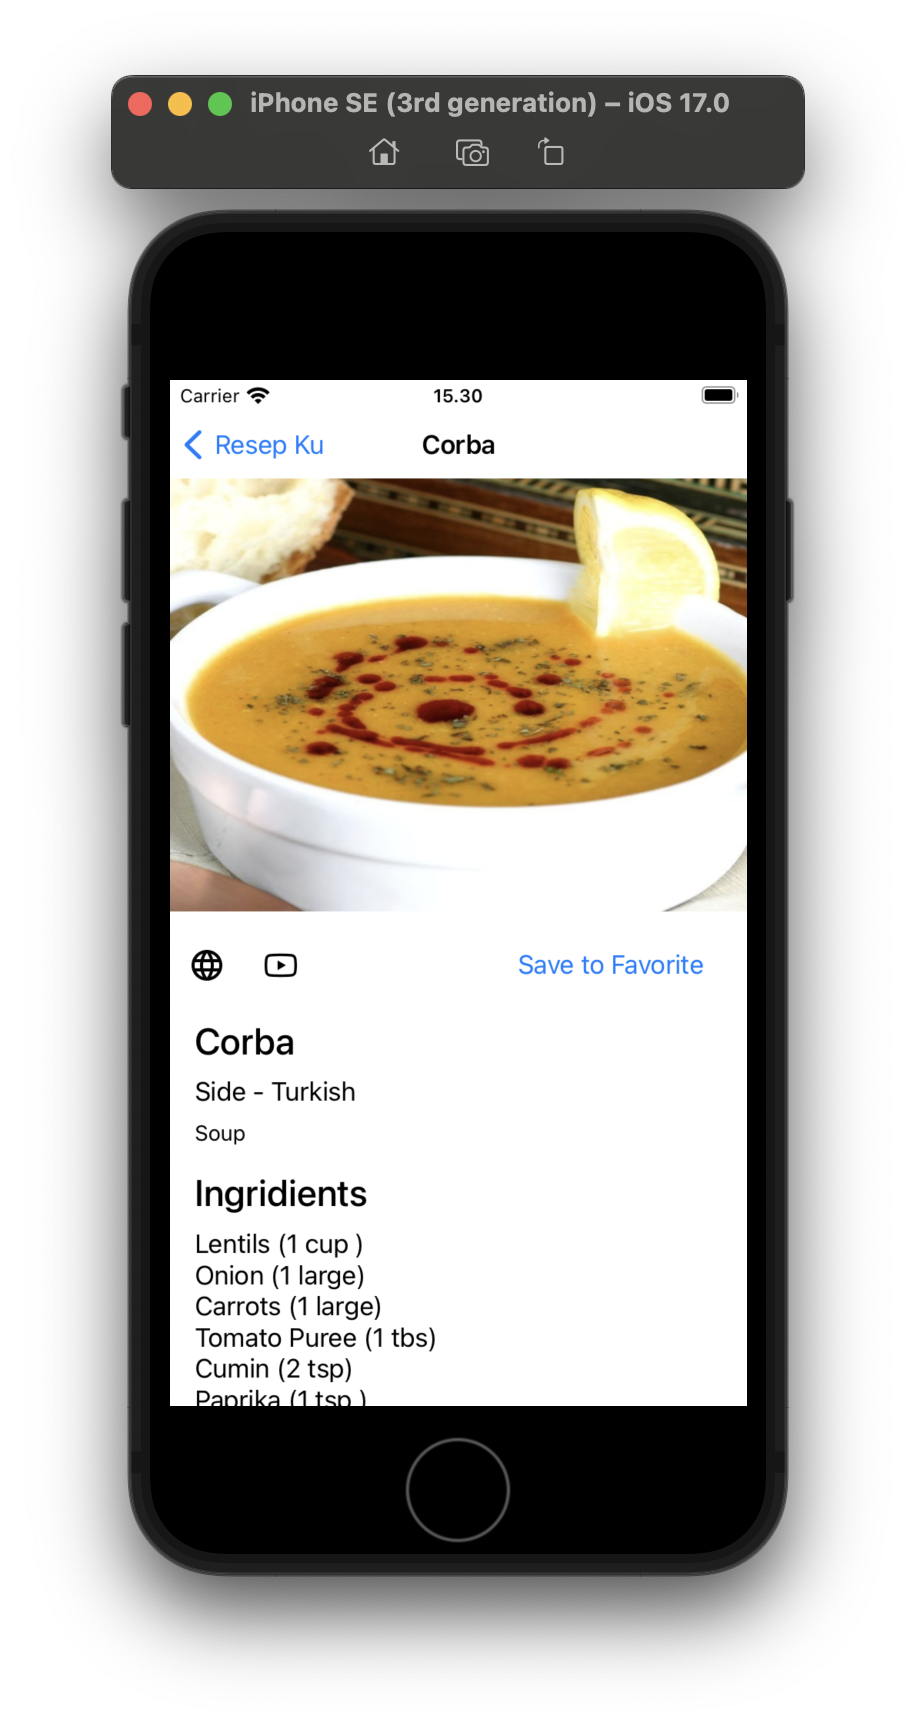 iPhone SE (3rd generation) – iOS 17.0
Carrier 15.30
Resep Ku Corba
Save to Favorite
Corba
Side - Turkish
Soup
Ingridients
Lentils (1 cup )
Onion (1 large)
Carrots (1 large)
Tomato Puree (1 tbs)
Cumin (2 tsp)
Paprika (1 tsp )